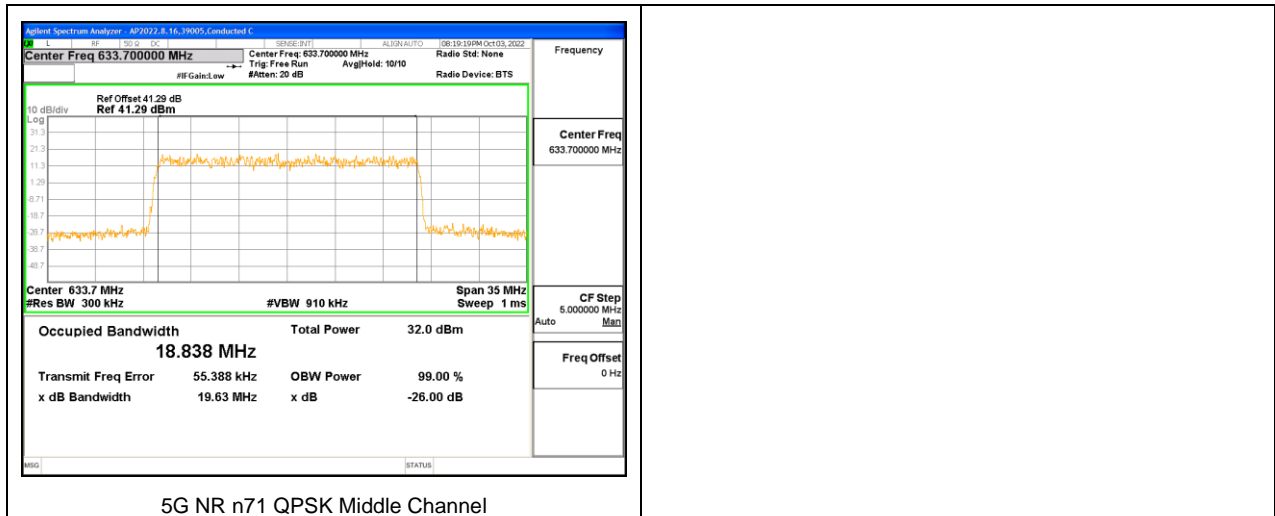 Agilent Spectrum Analyzer - AP2022.8.16,39005,Conducted C
L RF 50 Ω DC SENSE:INT ALIGN AUTO 08:19:19PM Oct 03, 2022
Center Freq 633.700000 MHz
Center Freq: 633.700000 MHz
Radio Std: None
Trig: Free Run Avg|Hold: 10/10
#IFGain:Low #Atten: 20 dB Radio Device: BTS
Ref Offset 41.29 dB
10 dB/div Ref 41.29 dBm
Log
31.3
21.3
11.3
1.29
-8.71
-18.7
-28.7
-38.7
-48.7
Center 633.7 MHz Span 35 MHz
#Res BW 300 kHz #VBW 910 kHz Sweep 1 ms
Occupied Bandwidth Total Power 32.0 dBm
18.838 MHz
Transmit Freq Error 55.388 kHz OBW Power 99.00 %
x dB Bandwidth 19.63 MHz x dB -26.00 dB
MSG STATUS
Frequency
Center Freq
633.700000 MHz
CF Step
5.000000 MHz
Auto Man
Freq Offset
0 Hz
5G NR n71 QPSK Middle Channel